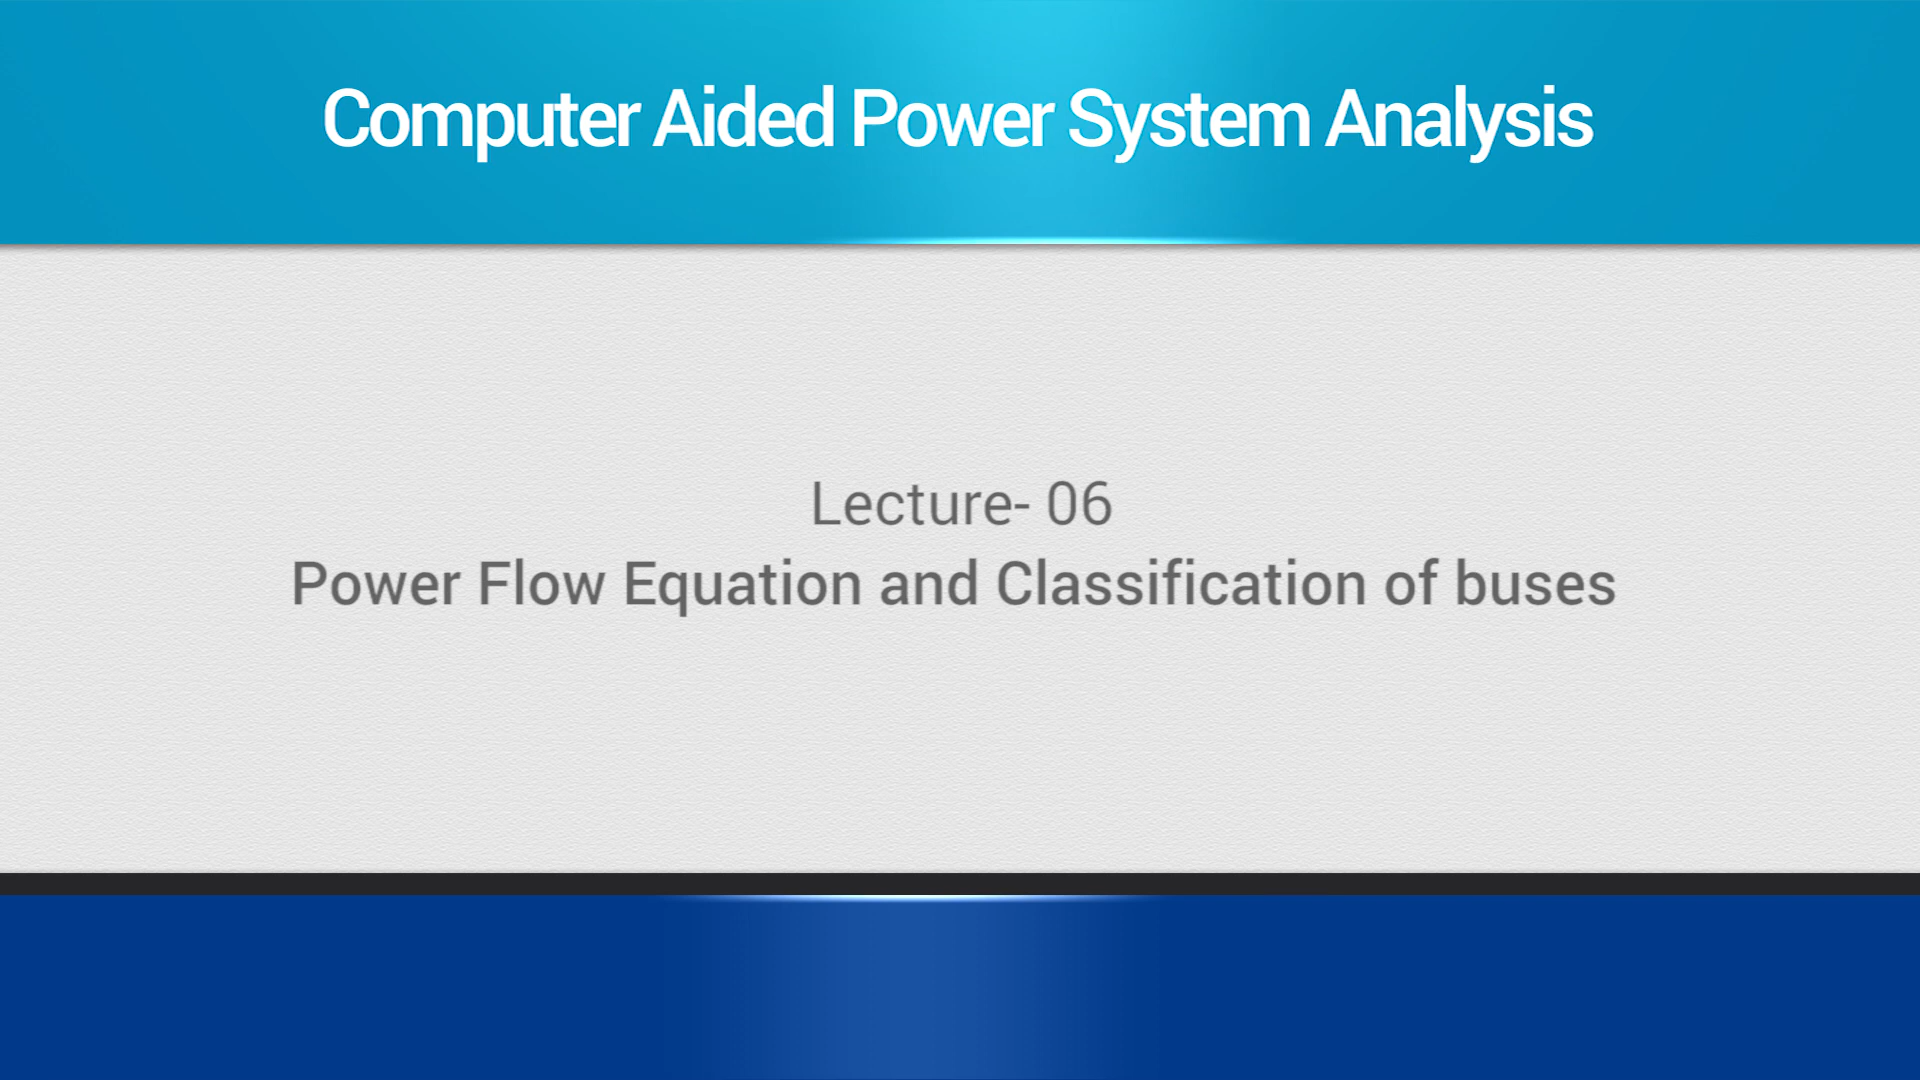 Computer Aided Power System Analysis
Lecture- 06
Power Flow Equation and Classification of buses